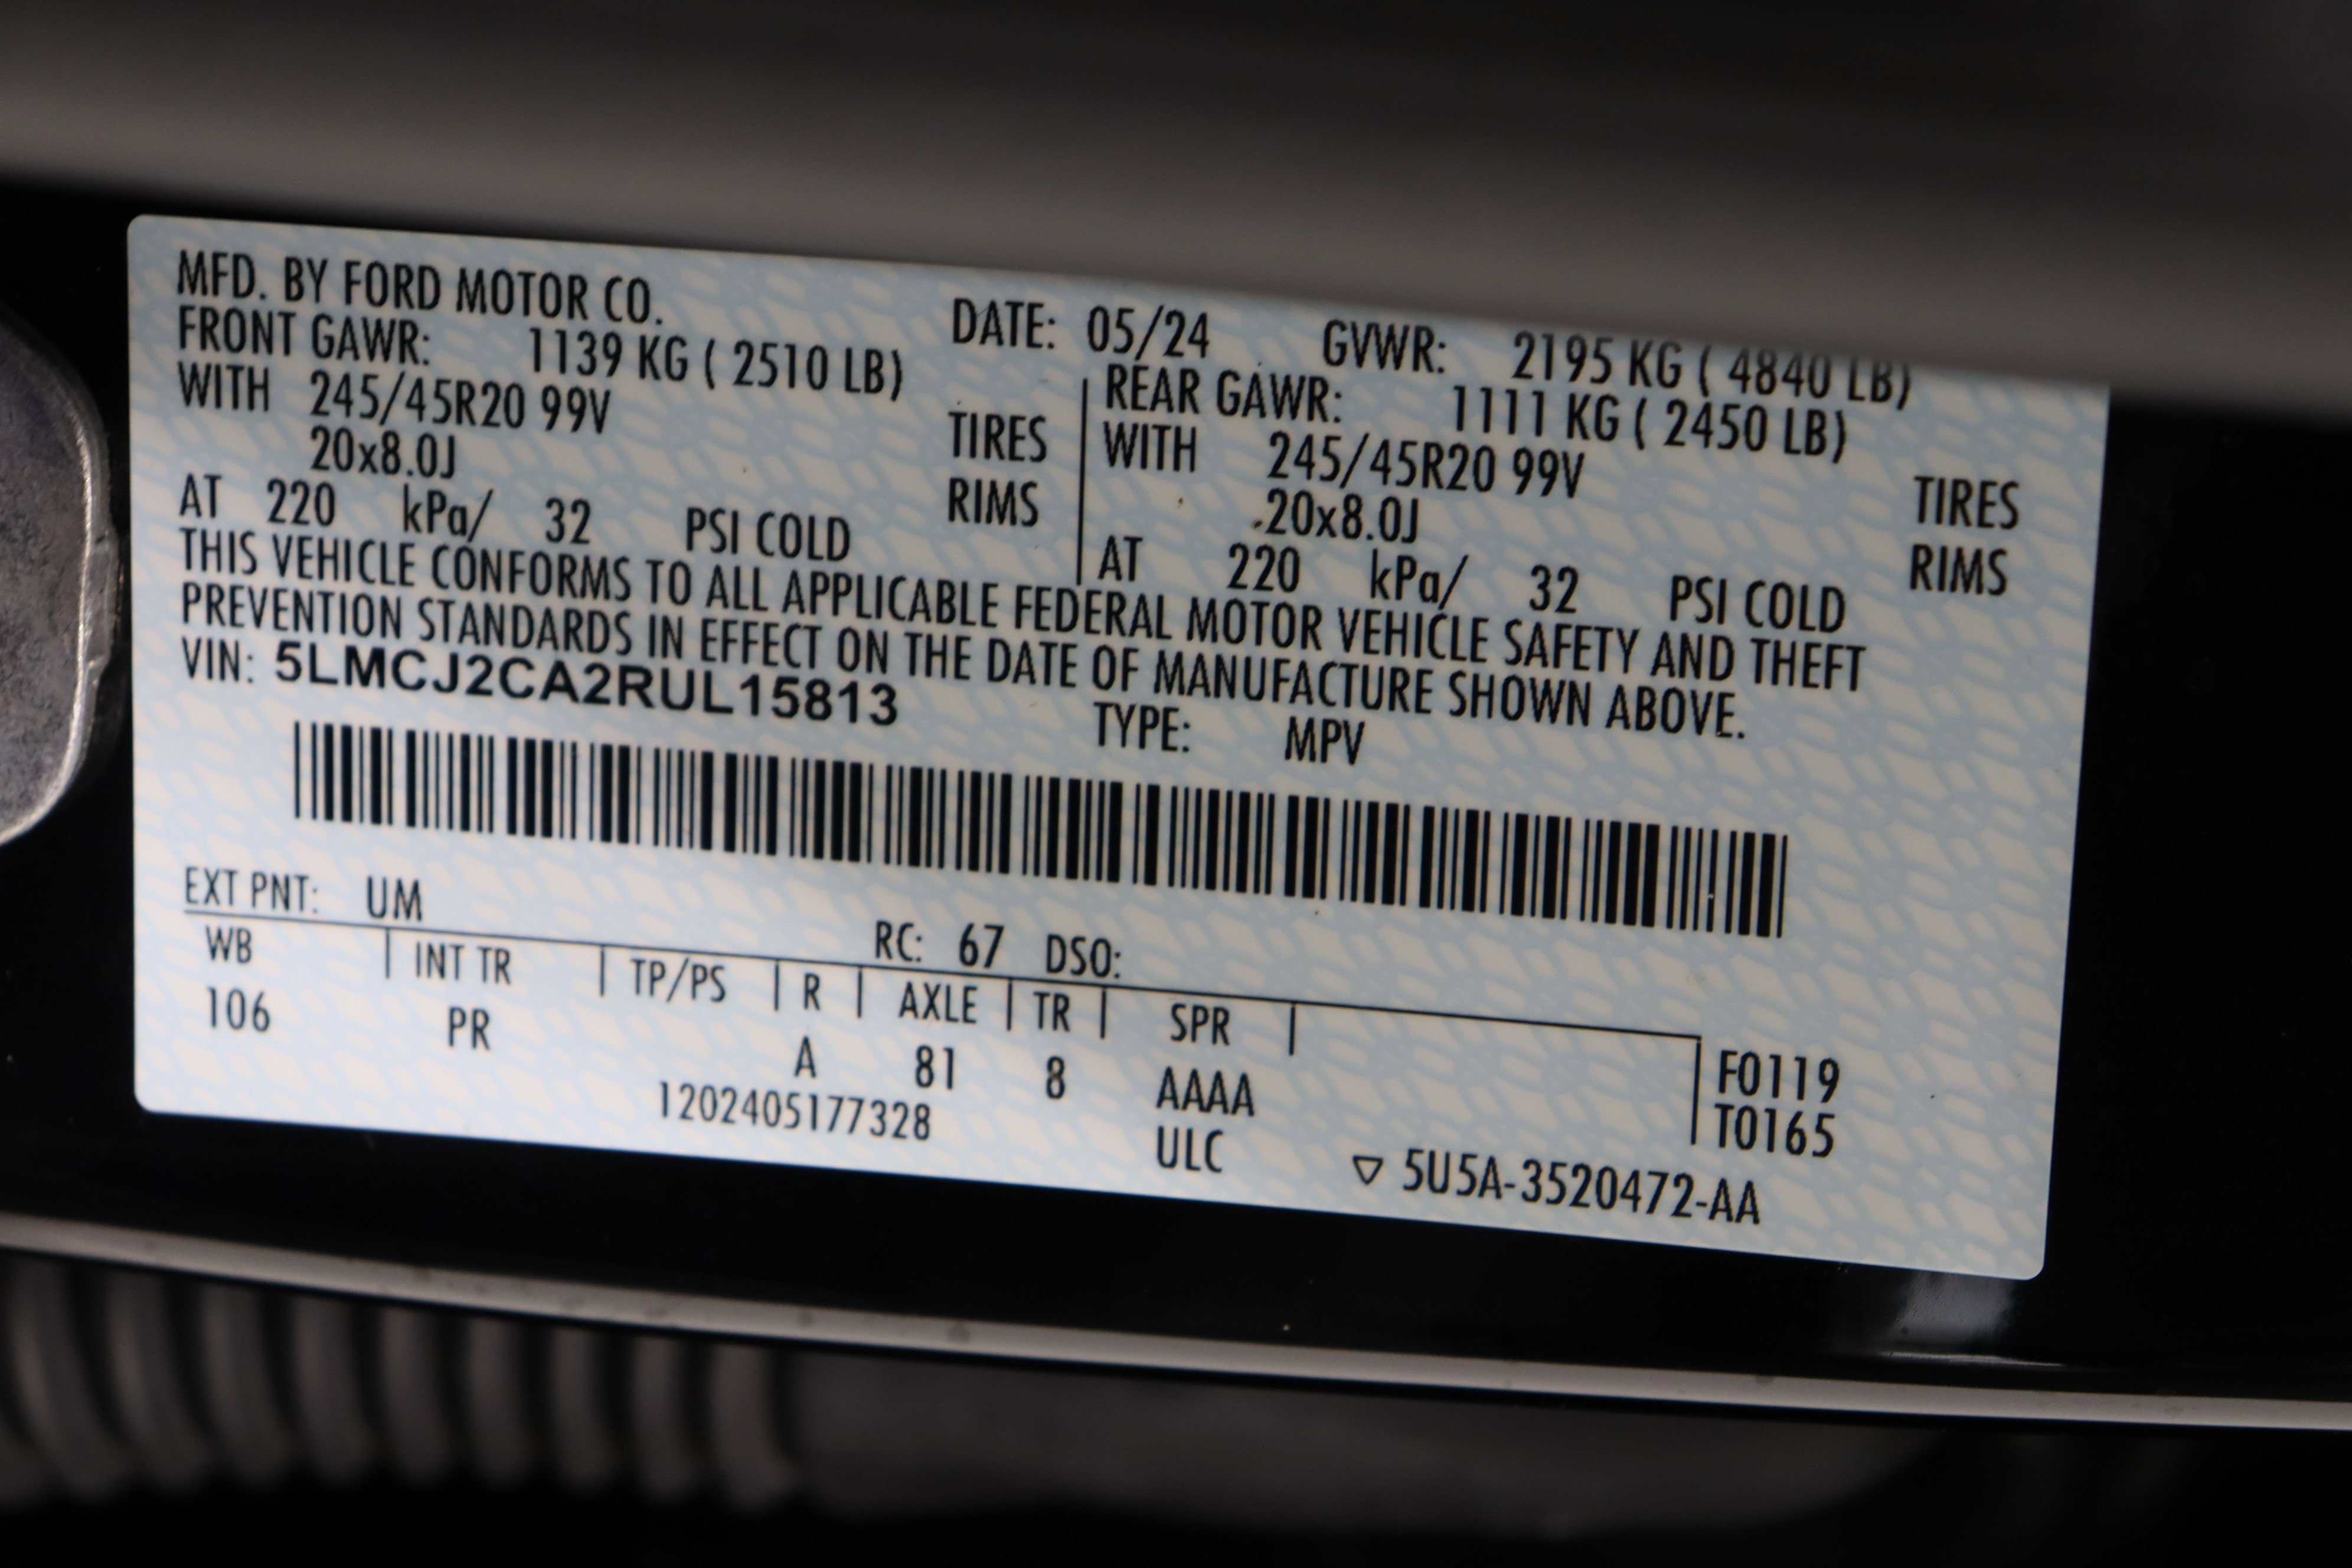 MFD. BY FORD MOTOR CO. DATE: 05/24 GVWR: 2195 KG ( 4840 LB)
FRONT GAWR: 1139 KG ( 2510 LB) REAR GAWR: 1111 KG ( 2450 LB)
WITH 245/45R20 99V TIRES WITH 245/45R20 99V TIRES
20x8.0J RIMS 20x8.0J RIMS
AT 220 kPa/ 32 PSI COLD AT 220 kPa/ 32 PSI COLD
THIS VEHICLE CONFORMS TO ALL APPLICABLE FEDERAL MOTOR VEHICLE SAFETY AND THEFT
PREVENTION STANDARDS IN EFFECT ON THE DATE OF MANUFACTURE SHOWN ABOVE.
VIN: 5LMCJ2CA2RUL15813 TYPE: MPV
EXT PNT: UM RC: 67 DSO:
WB INT TR TP/PS R AXLE TR SPR
106 PR A 81 8 AAAA F0119
T0165
1202405177328 ULC 5U5A-3520472-AA